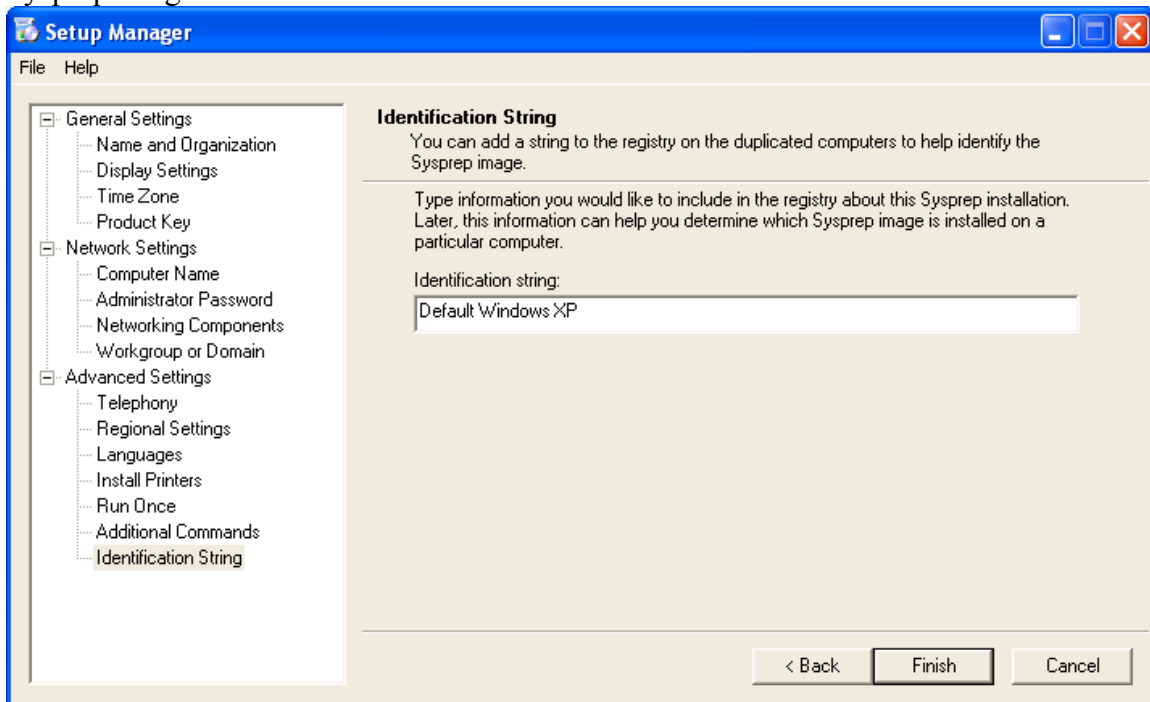 Setup Manager
File Help
General Settings
Name and Organization
Display Settings
Time Zone
Product Key
Network Settings
Computer Name
Administrator Password
Networking Components
Workgroup or Domain
Advanced Settings
Telephony
Regional Settings
Languages
Install Printers
Run Once
Additional Commands
Identification String
Identification String
You can add a string to the registry on the duplicated computers to help identify the
Sysprep image.
Type information you would like to include in the registry about this Sysprep installation.
Later, this information can help you determine which Sysprep image is installed on a
particular computer.
Identification string:
Default Windows XP
< Back Finish Cancel